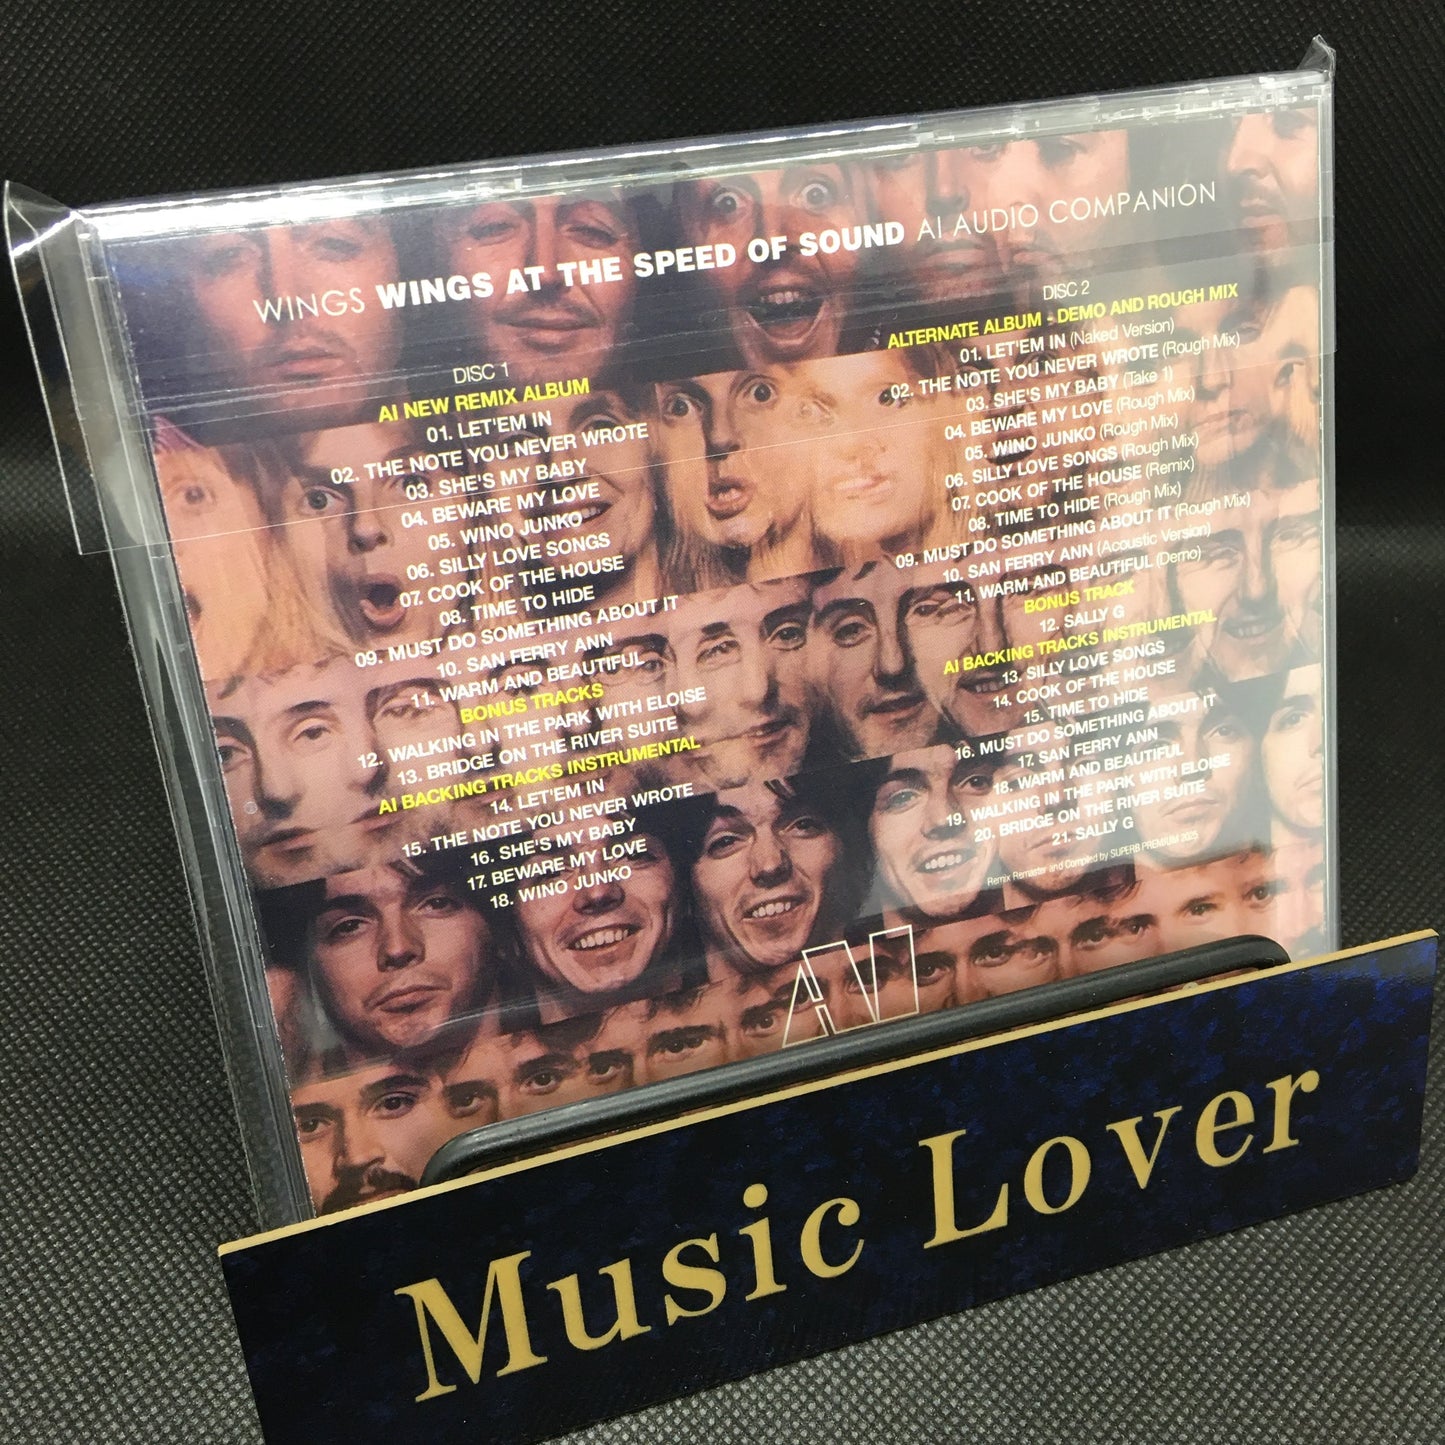 WINGS WINGS AT THE SPEED OF SOUND AI AUDIO COMPANION
DISC 1
AI NEW REMIX ALBUM
01. LET'EM IN
02. THE NOTE YOU NEVER WROTE
03. SHE'S MY BABY
04. BEWARE MY LOVE
05. WINO JUNKO
06. SILLY LOVE SONGS
07. COOK OF THE HOUSE
08. TIME TO HIDE
09. MUST DO SOMETHING ABOUT IT
10. SAN FERRY ANN
11. WARM AND BEAUTIFUL
BONUS TRACKS
12. WALKING IN THE PARK WITH ELOISE
13. BRIDGE ON THE RIVER SUITE
AI BACKING TRACKS INSTRUMENTAL
14. LET'EM IN
15. THE NOTE YOU NEVER WROTE
16. SHE'S MY BABY
17. BEWARE MY LOVE
18. WINO JUNKO
DISC 2
ALTERNATE ALBUM - DEMO AND ROUGH MIX
01. LET'EM IN (Naked Version)
02. THE NOTE YOU NEVER WROTE (Rough Mix)
03. SHE'S MY BABY (Take 1)
04. BEWARE MY LOVE (Rough Mix)
05. WINO JUNKO (Rough Mix)
06. SILLY LOVE SONGS (Rough Mix)
07. COOK OF THE HOUSE (Remix)
08. TIME TO HIDE (Rough Mix)
09. MUST DO SOMETHING ABOUT IT (Rough Mix)
10. SAN FERRY ANN (Acoustic Version)
11. WARM AND BEAUTIFUL (Demo)
BONUS TRACK
12. SALLY G
AI BACKING TRACKS INSTRUMENTAL
13. SILLY LOVE SONGS
14. COOK OF THE HOUSE
15. TIME TO HIDE
16. MUST DO SOMETHING ABOUT IT
17. SAN FERRY ANN
18. WARM AND BEAUTIFUL
19. WALKING IN THE PARK WITH ELOISE
20. BRIDGE ON THE RIVER SUITE
21. SALLY G
Remix Remaster and Compiled by SUPERB PREMIUM 2025
AI
Music Lover